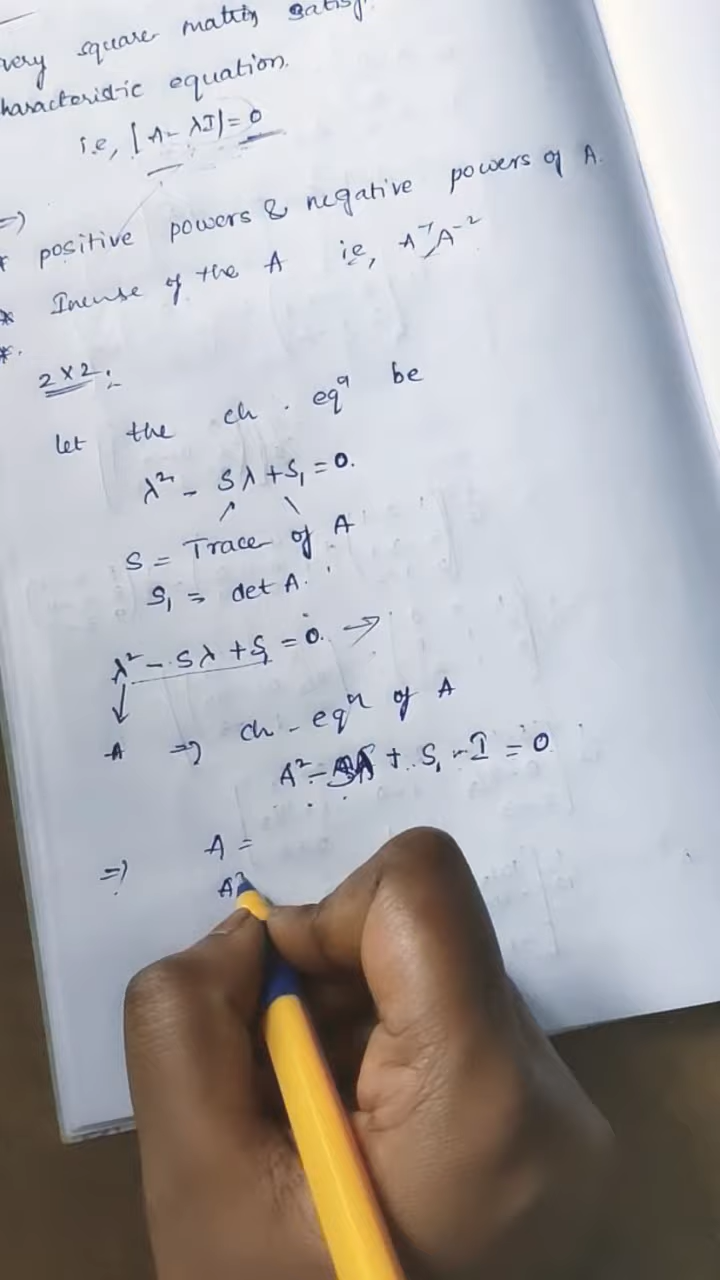 very square matrix satisf
haracteristic equation.
i.e, |A - λI| = 0
=)
* positive powers & negative powers of A.
* Inverse of the A ie, A⁻¹, A⁻²
*.
2 x 2 :-
let the ch. eqⁿ be
λ² - Sλ + S₁ = 0.
S = Trace of A
S₁ = det A.
λ² - Sλ + S₁ = 0. →
A => ch - eqⁿ of A
A² - SA + S₁ - I = 0
=) A =
A²